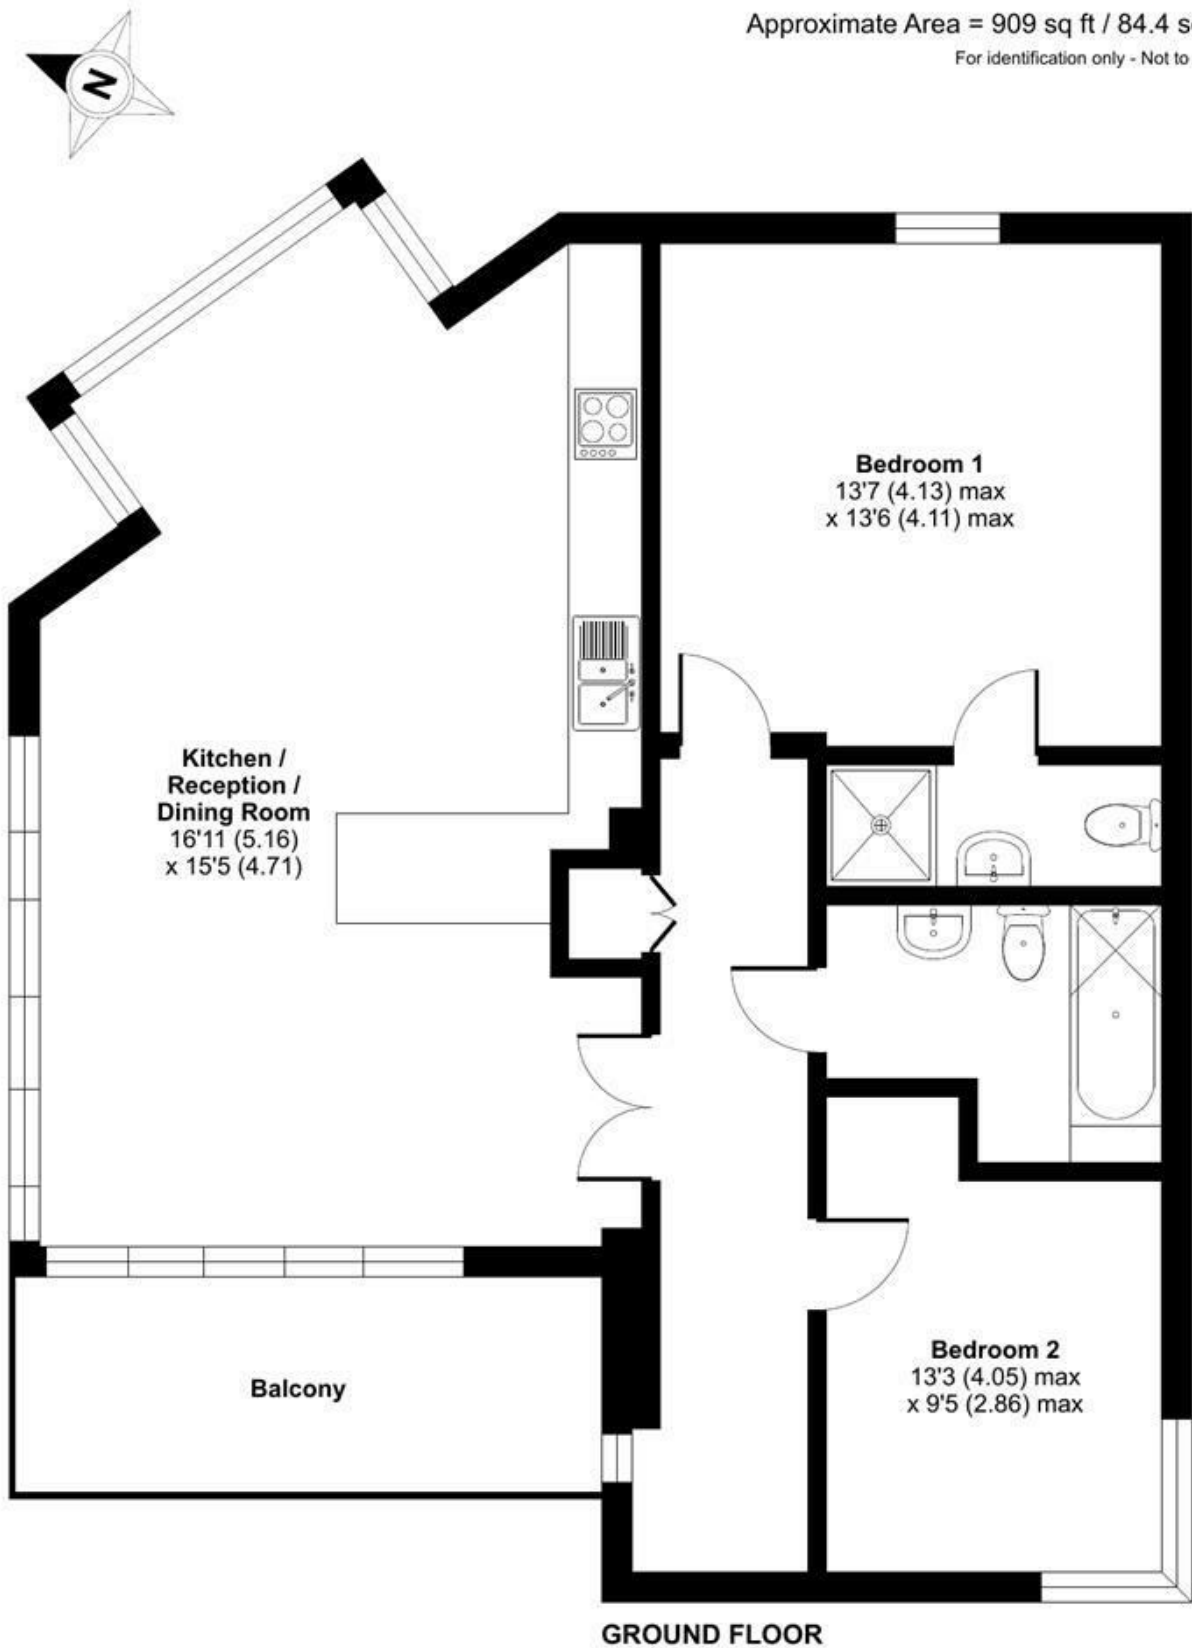 Approximate Area = 909 sq ft / 84.4
For identification only - Not to
N
Bedroom 1
13'7 (4.13) max
x 13'6 (4.11) max
Kitchen /
Reception /
Dining Room
16'11 (5.16)
x 15'5 (4.71)
Bedroom 2
13'3 (4.05) max
x 9'5 (2.86) max
Balcony
GROUND FLOOR